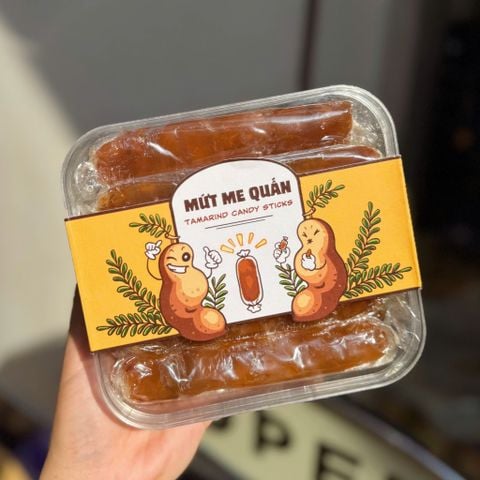 MỨT ME QUẤN
TAMARIND CANDY STICKS